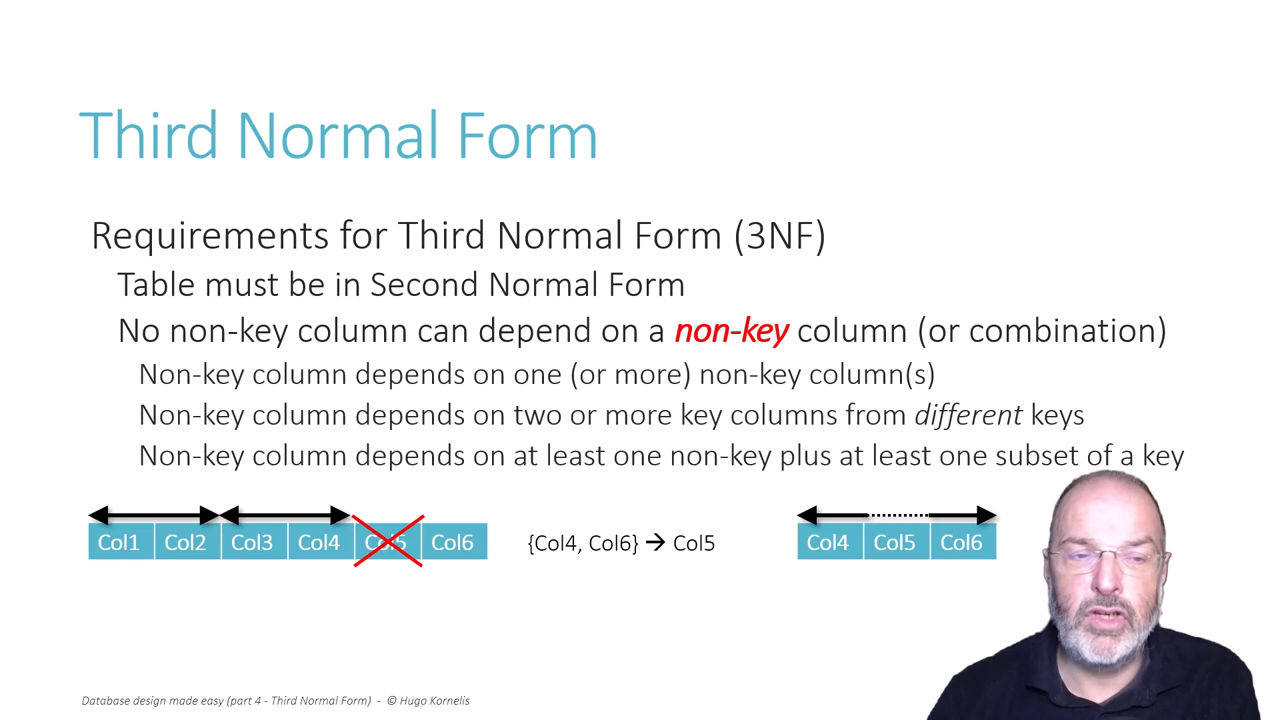 Third Normal Form
Requirements for Third Normal Form (3NF)
Table must be in Second Normal Form
No non-key column can depend on a non-key column (or combination)
Non-key column depends on one (or more) non-key column(s)
Non-key column depends on two or more key columns from different keys
Non-key column depends on at least one non-key plus at least one subset of a key
Col1 Col2 Col3 Col4 Col5 Col6 {Col4, Col6} → Col5 Col4 Col5 Col6
Database design made easy (part 4 - Third Normal Form) - © Hugo Kornelis